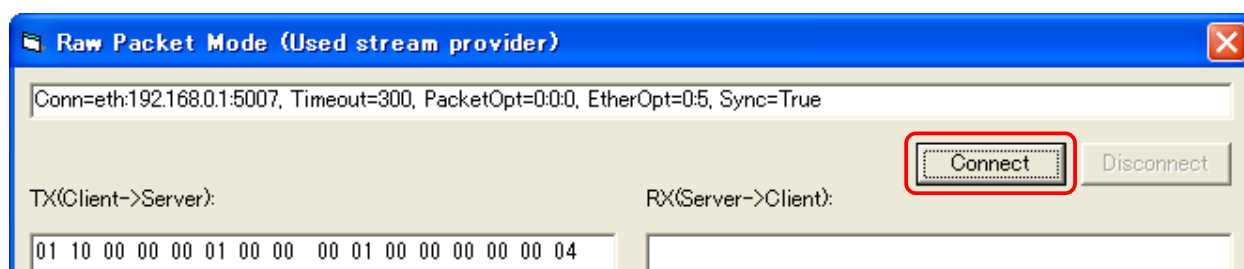 Raw Packet Mode (Used stream provider)
Conn=eth:192.168.0.1:5007, Timeout=300, PacketOpt=0:0:0, EtherOpt=0:5, Sync=True
Connect Disconnect
TX(Client->Server): RX(Server->Client):
01 10 00 00 00 01 00 00 00 01 00 00 00 00 00 04